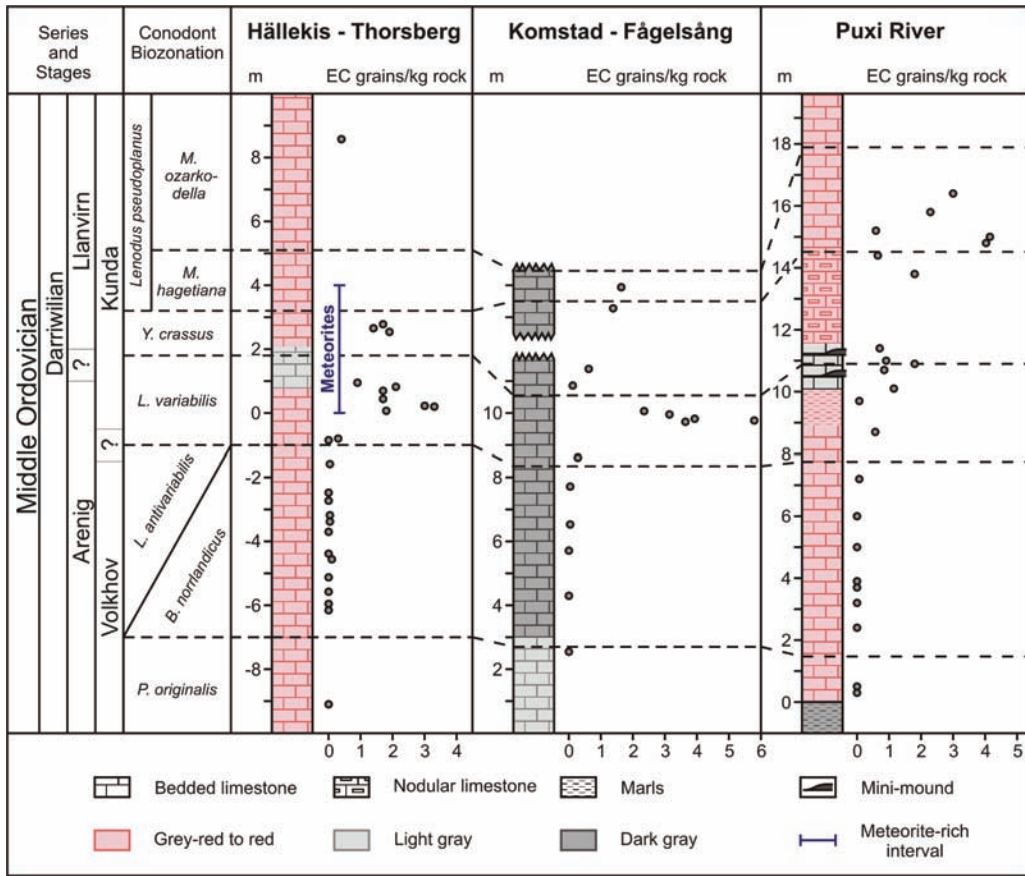 Series
and
Stages
Conodont
Biozonation
Hällekis - Thorsberg
m
EC grains/kg rock
Komstad - Fågelsång
m
EC grains/kg rock
Puxi River
m
EC grains/kg rock
Middle Ordovician
Darriwilian
Llanvirn
?
Arenig
Kunda
?
Volkhov
Lenodus pseudoplanus
M.
ozarko-
della
M.
hagetiana
Y. crassus
L. variabilis
L. antivariabilis
B. norrlandicus
P. originalis
8
6
4
2
0
-2
-4
-6
-8
Meteorites
0 1 2 3 4
10
8
6
4
2
0 1 2 3 4 5 6
18
16
14
12
10
8
6
4
2
0
0 1 2 3 4 5
Bedded limestone
Nodular limestone
Marls
Mini-mound
Grey-red to red
Light gray
Dark gray
Meteorite-rich
interval